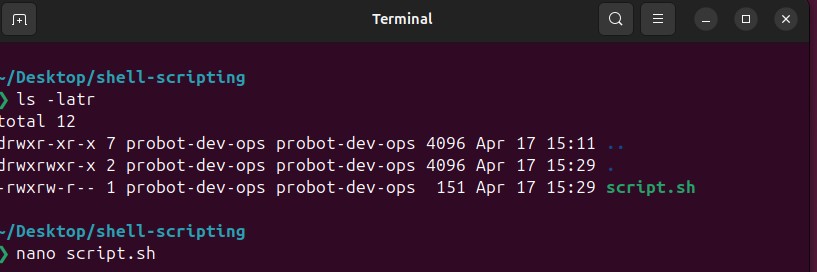 Terminal
~/Desktop/shell-scripting
❯ ls -latr
total 12
drwxr-xr-x 7 probot-dev-ops probot-dev-ops 4096 Apr 17 15:11 ..
drwxrwxr-x 2 probot-dev-ops probot-dev-ops 4096 Apr 17 15:29 .
-rwxrw-r-- 1 probot-dev-ops probot-dev-ops  151 Apr 17 15:29 script.sh
~/Desktop/shell-scripting
❯ nano script.sh